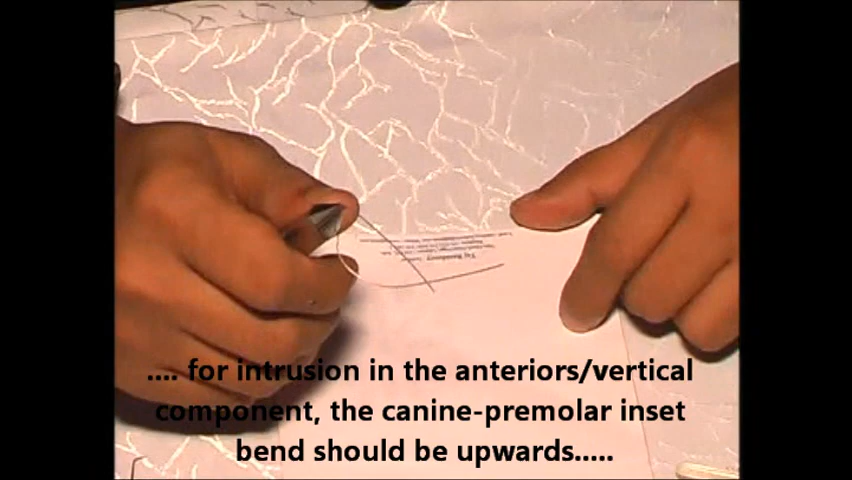 .... for intrusion in the anteriors/vertical
component, the canine-premolar inset
bend should be upwards.....